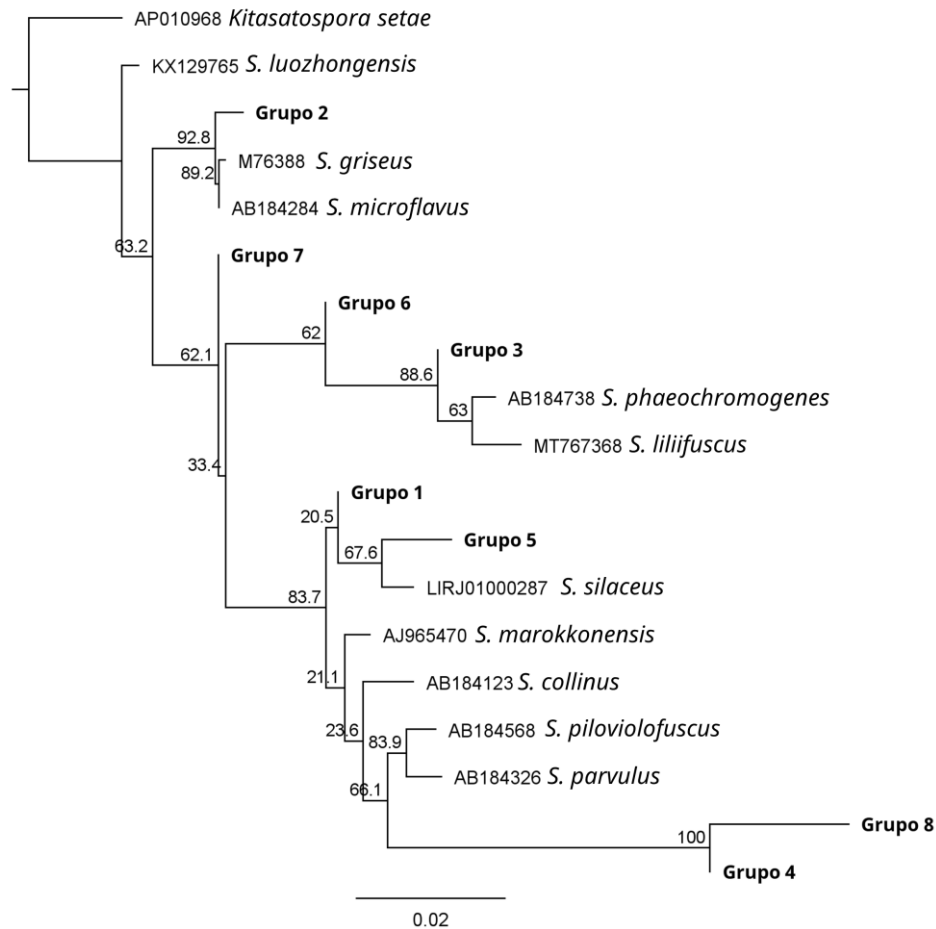 AP010968 Kitasatospora setae
KX129765 S. luozhongensis
Grupo 2
92.8
M76388 S. griseus
89.2
AB184284 S. microflavus
63.2
Grupo 7
Grupo 6
62
Grupo 3
62.1
88.6
AB184738 S. phaeochromogenes
63
MT767368 S. liliifuscus
33.4
Grupo 1
20.5
Grupo 5
67.6
LIRJ01000287 S. silaceus
83.7
AJ965470 S. marokkonensis
21.1
AB184123 S. collinus
23.6
AB184568 S. piloviolofuscus
83.9
AB184326 S. parvulus
66.1
Grupo 8
100
Grupo 4
0.02